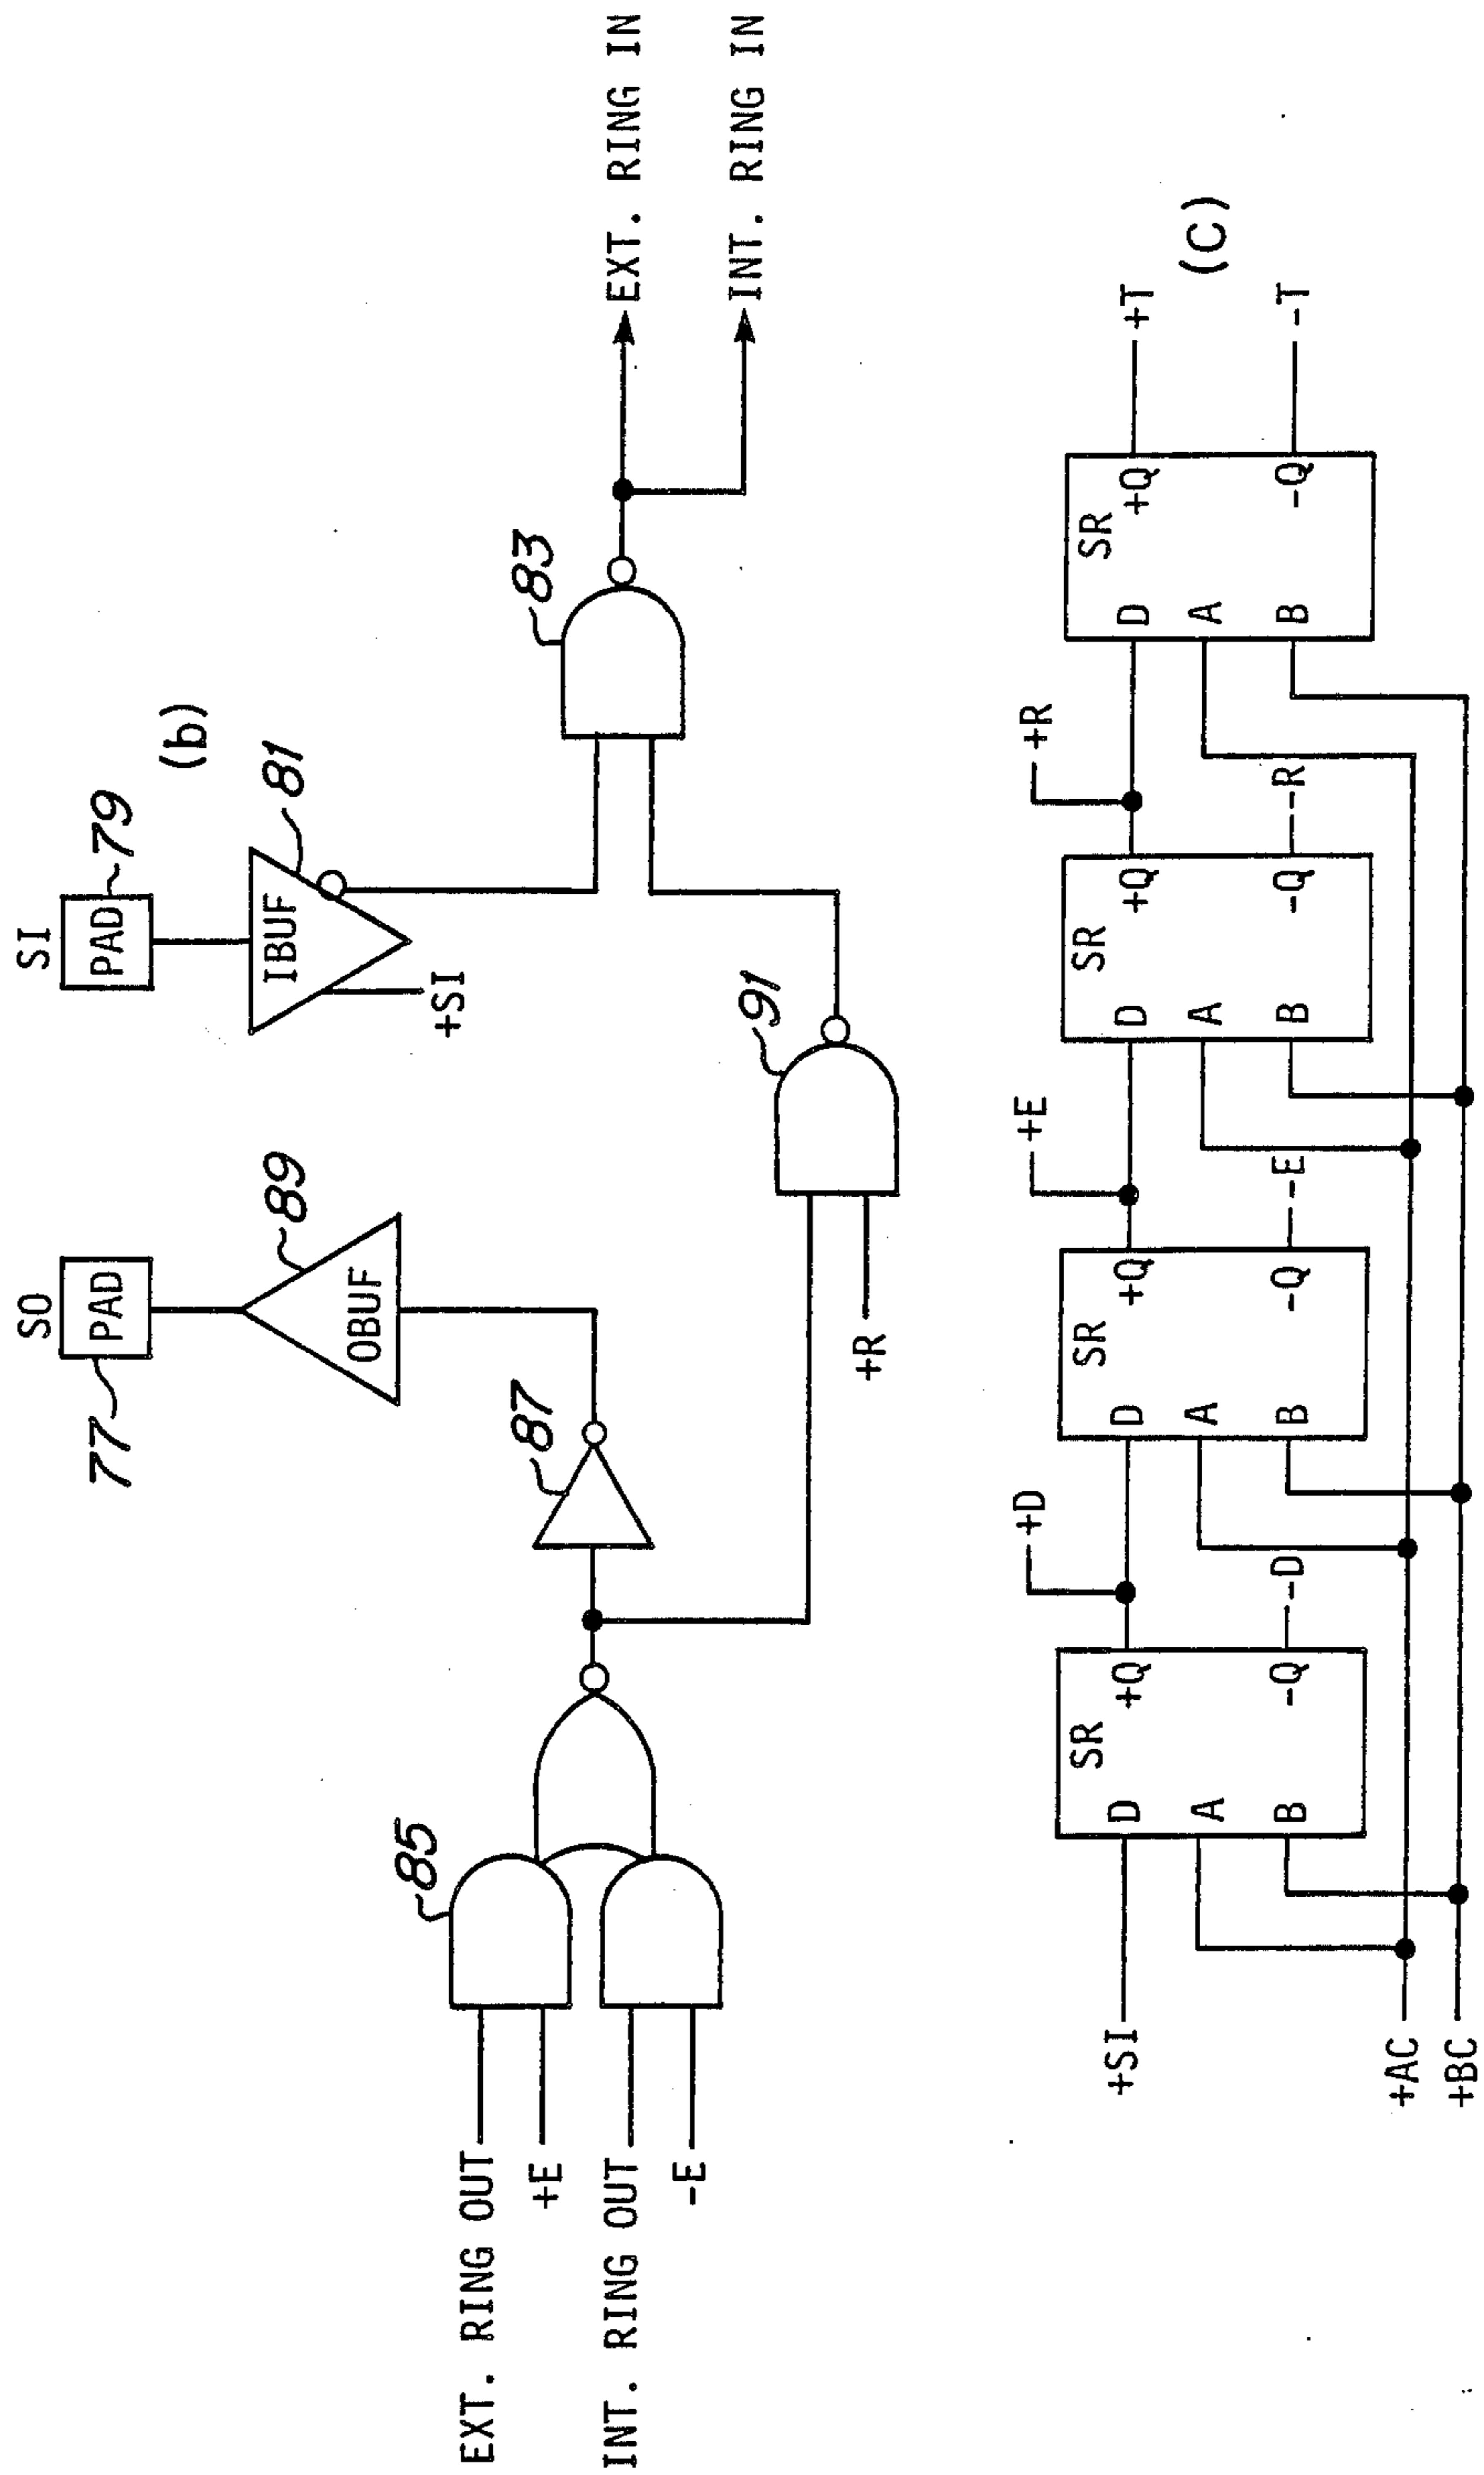 (b)
SO
77
PAD
89
OBUF
SI
PAD
79
81
IBUF
+SI
EXT. RING OUT
+E
INT. RING OUT
-E
85
87
+R
91
83
EXT. RING IN
INT. RING IN
(C)
+SI
+AC
+BC
SR
D
A
B
+Q
-Q
+D
-D
SR
D
A
B
+Q
-Q
+E
-E
SR
D
A
B
+Q
-Q
+R
-R
SR
D
A
B
+Q
-Q
+T
-T